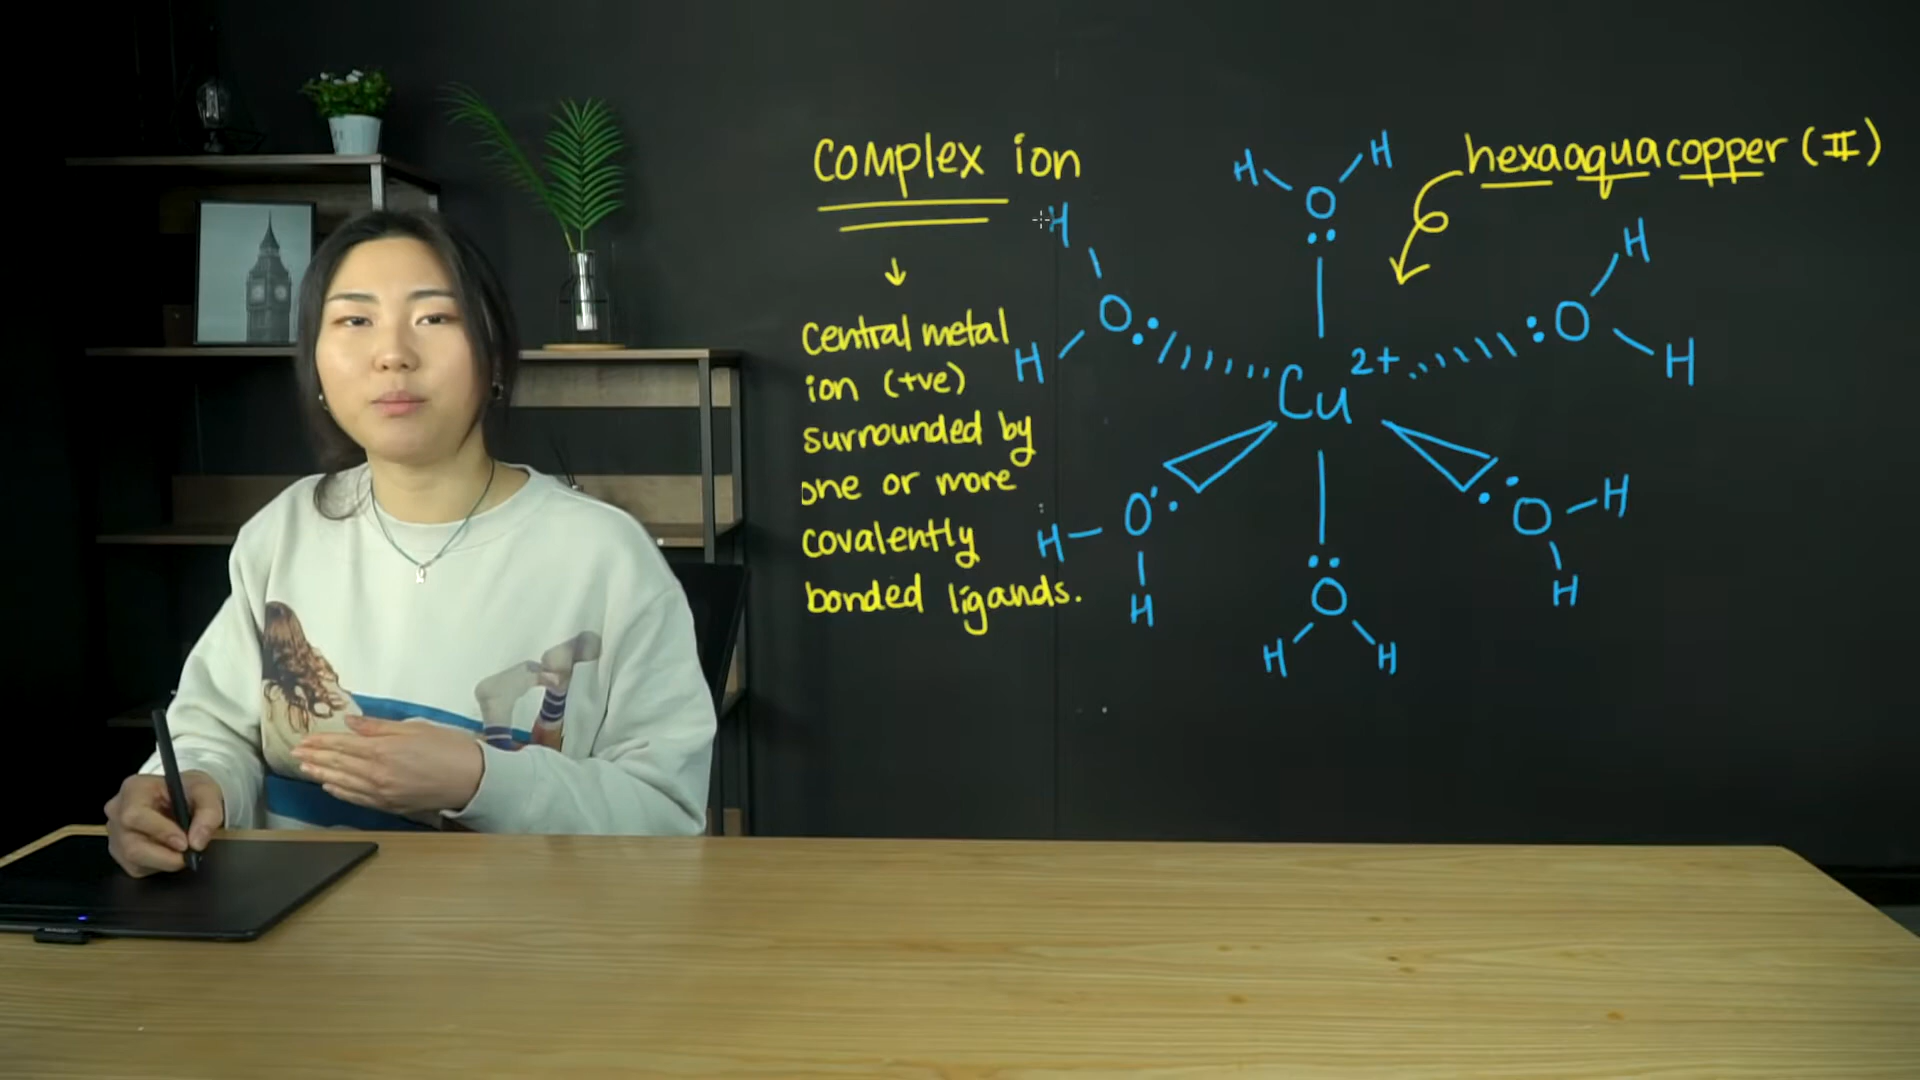 complex ion
↓
Central metal
ion (+ve)
surrounded by
one or more
covalently
bonded ligands.
hexaaquacopper (II)
H H
O
H
O
H
O
H
H
Cu 2+
O
H
H
O
H
H
O
H H